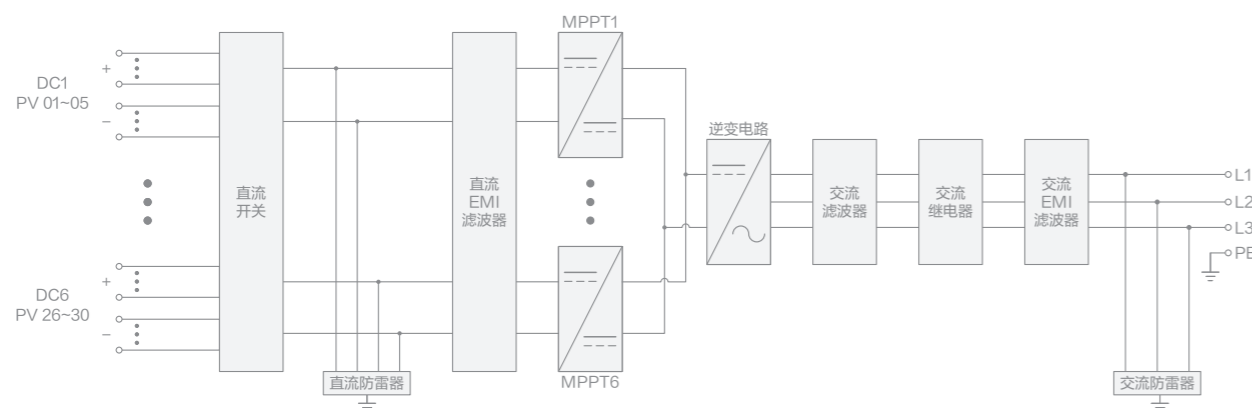 MPPT1
DC1
PV 01~05
+
−
DC6
PV 26~30
+
−
直流
开关
直流防雷器
直流
EMI
滤波器
MPPT6
逆变电路
交流
滤波器
交流
继电器
交流
EMI
滤波器
L1
L2
L3
PE
交流防雷器